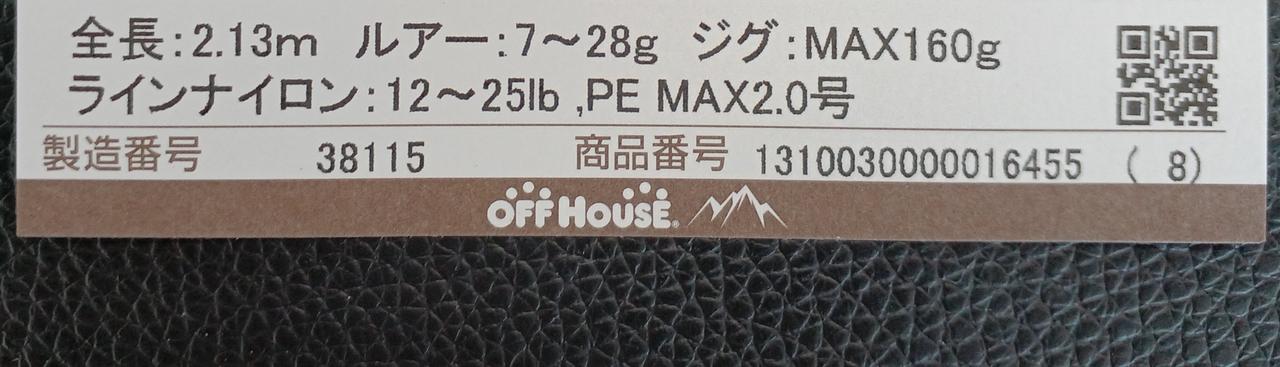 全長:2.13m ルアー:7〜28g ジグ:MAX160g
ラインナイロン:12〜25lb ,PE MAX2.0号
製造番号 38115 商品番号 1310030000016455 ( 8)
OFF HOUSE®